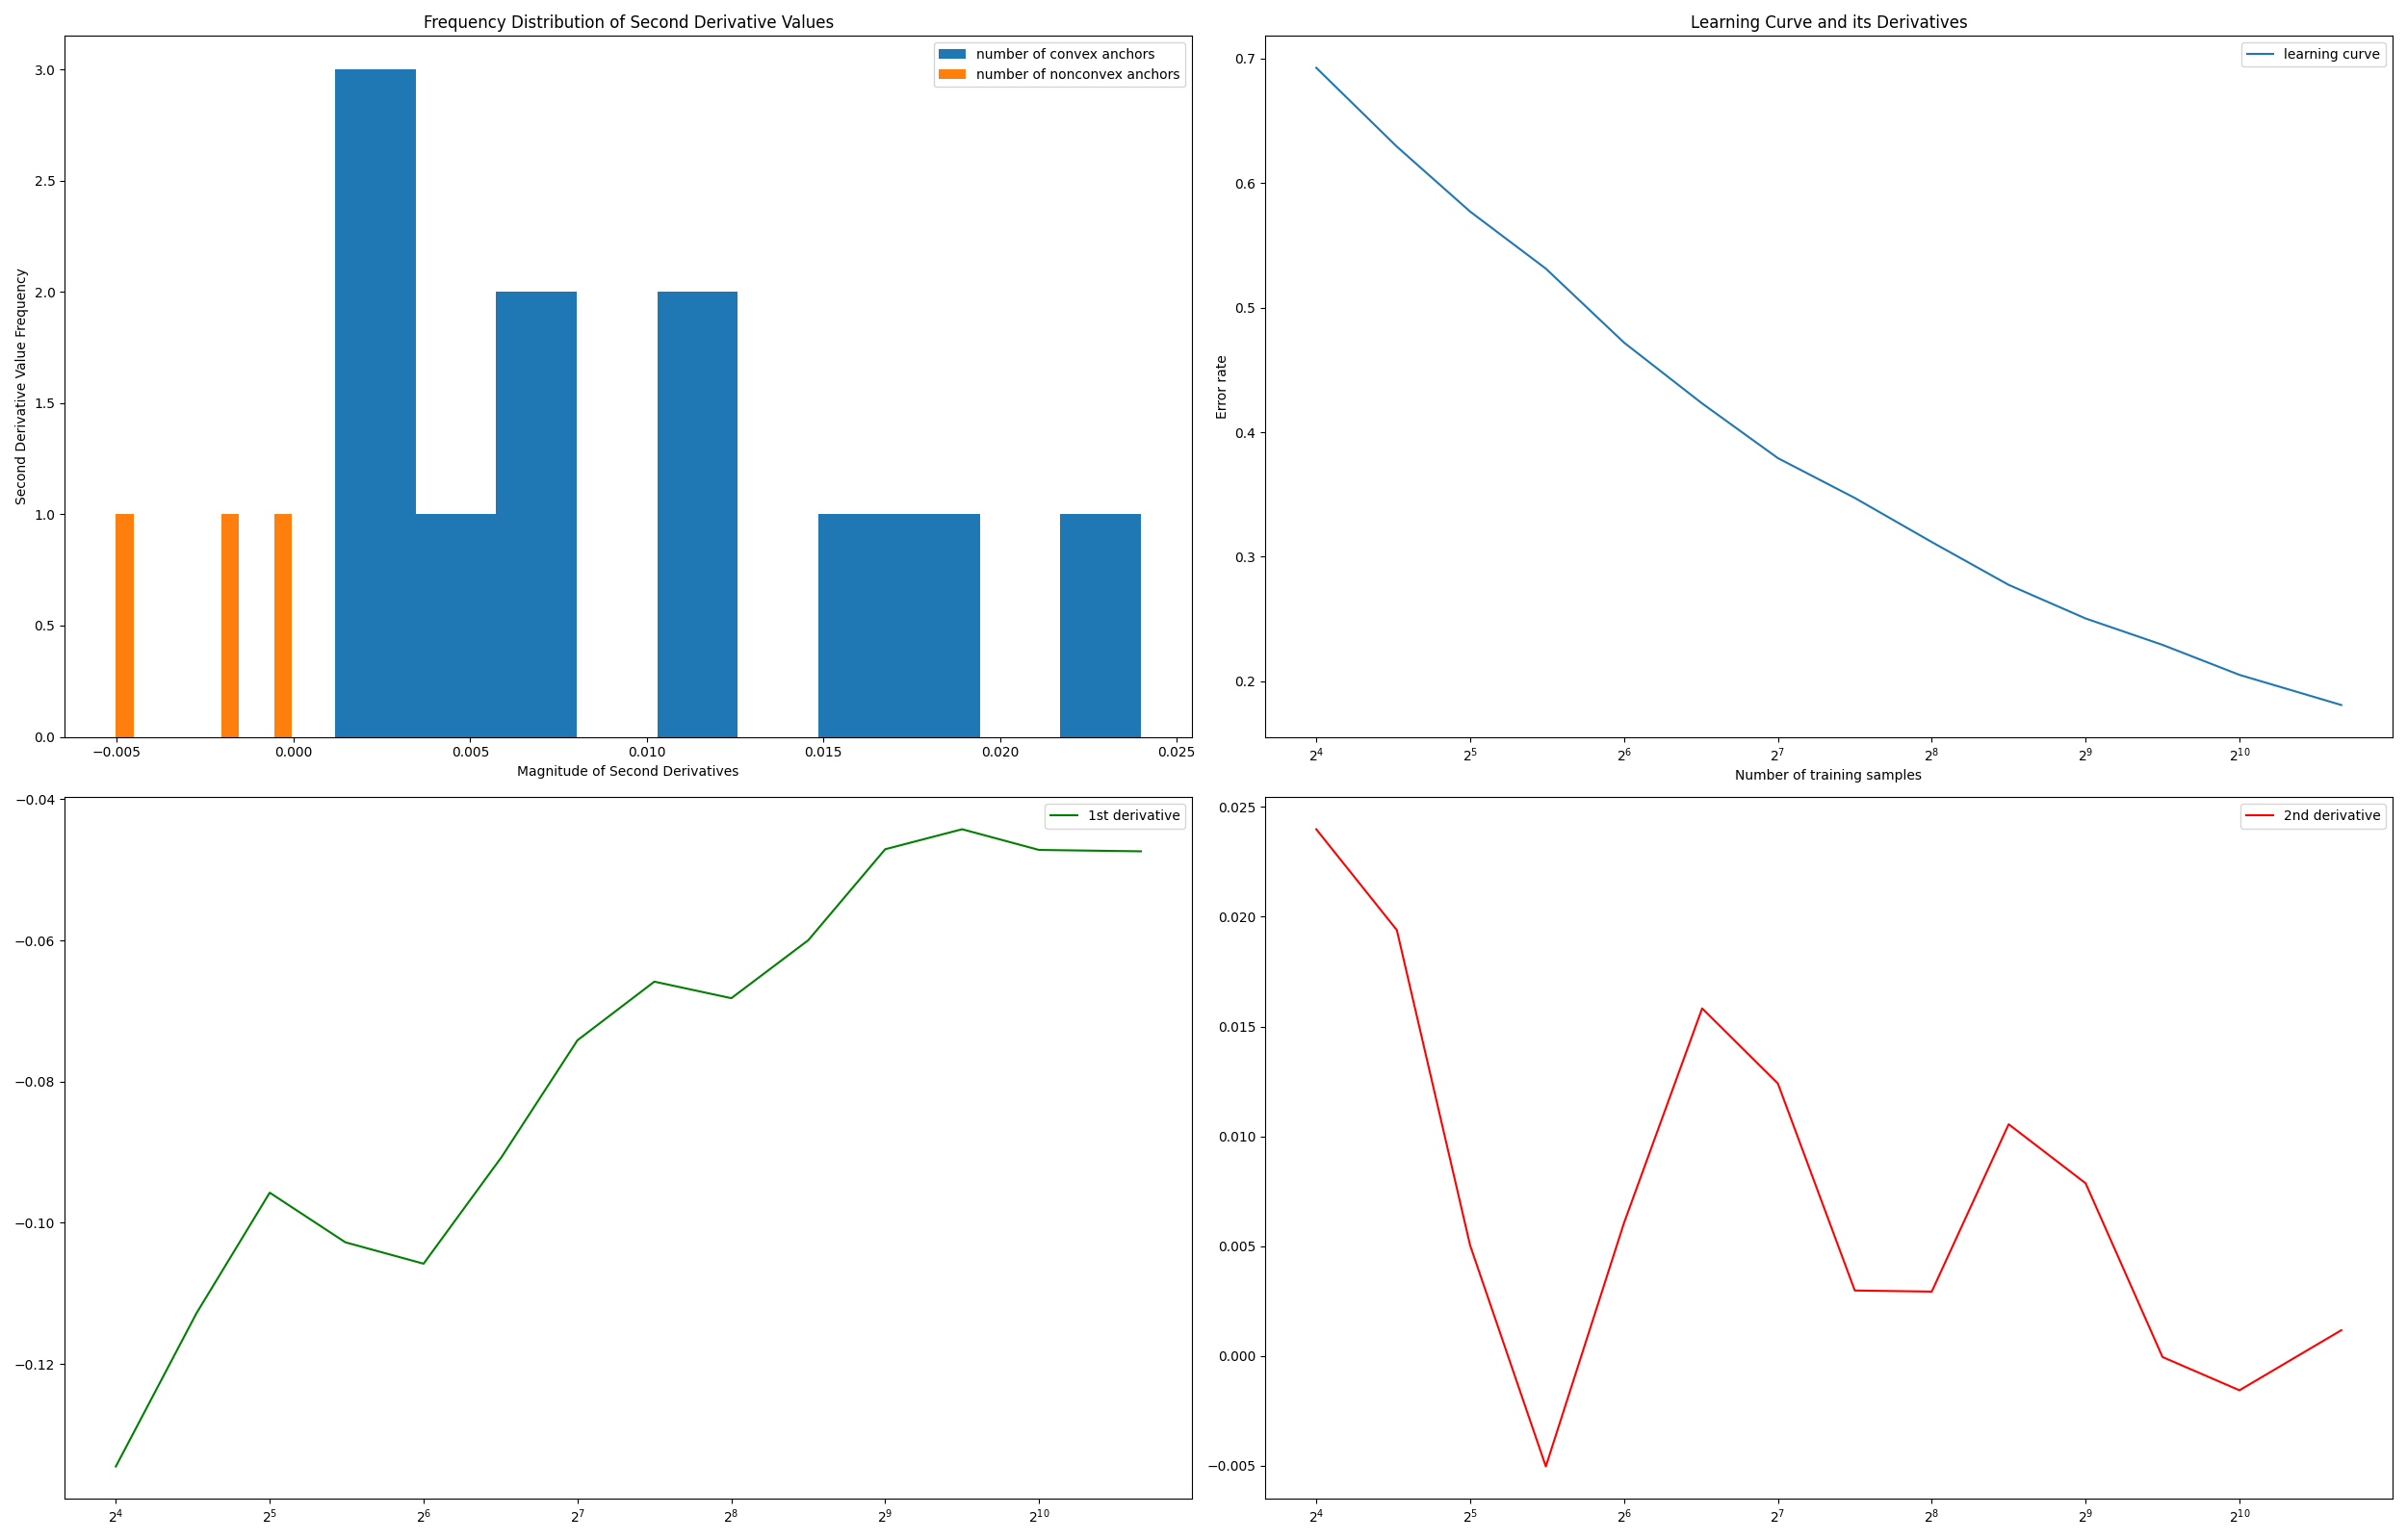 Frequency Distribution of Second Derivative Values
number of convex anchors
number of nonconvex anchors
Second Derivative Value Frequency
3.0
2.5
2.0
1.5
1.0
0.5
0.0
−0.005 0.000 0.005 0.010 0.015 0.020 0.025
Magnitude of Second Derivatives
Learning Curve and its Derivatives
learning curve
Error rate
0.7
0.6
0.5
0.4
0.3
0.2
2⁴ 2⁵ 2⁶ 2⁷ 2⁸ 2⁹ 2¹⁰
Number of training samples
1st derivative
−0.04
−0.06
−0.08
−0.10
−0.12
2⁴ 2⁵ 2⁶ 2⁷ 2⁸ 2⁹ 2¹⁰
2nd derivative
0.025
0.020
0.015
0.010
0.005
0.000
−0.005
2⁴ 2⁵ 2⁶ 2⁷ 2⁸ 2⁹ 2¹⁰